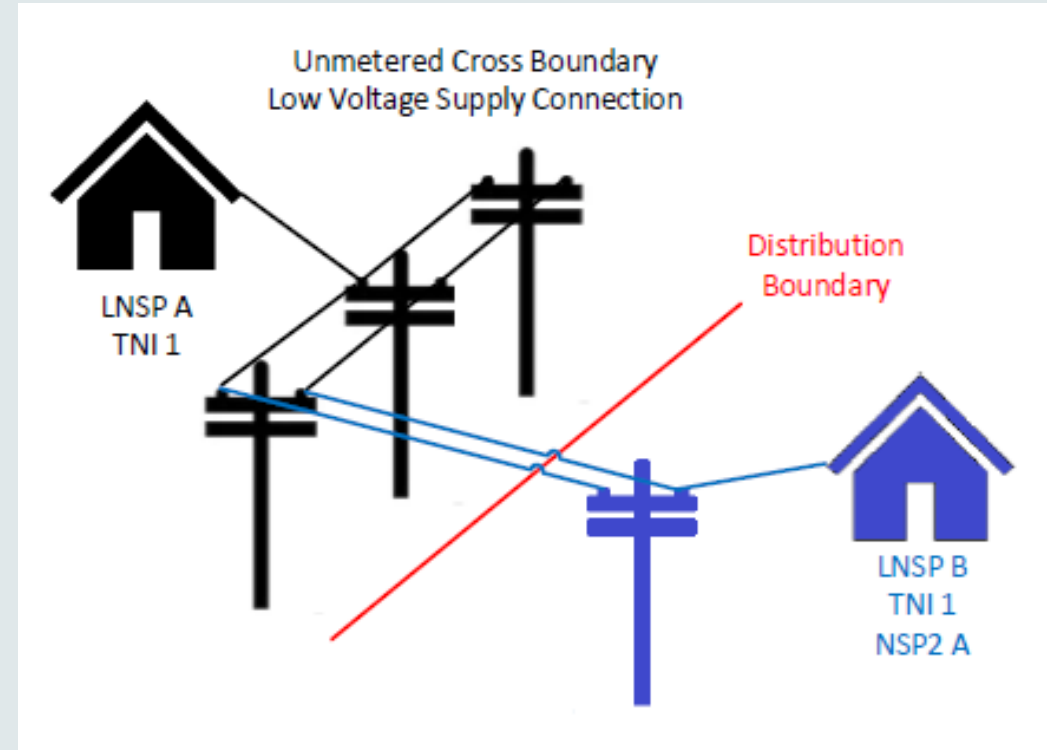 Unmetered Cross Boundary
Low Voltage Supply Connection
Distribution
Boundary
LNSP A
TNI 1
LNSP B
TNI 1
NSP2 A